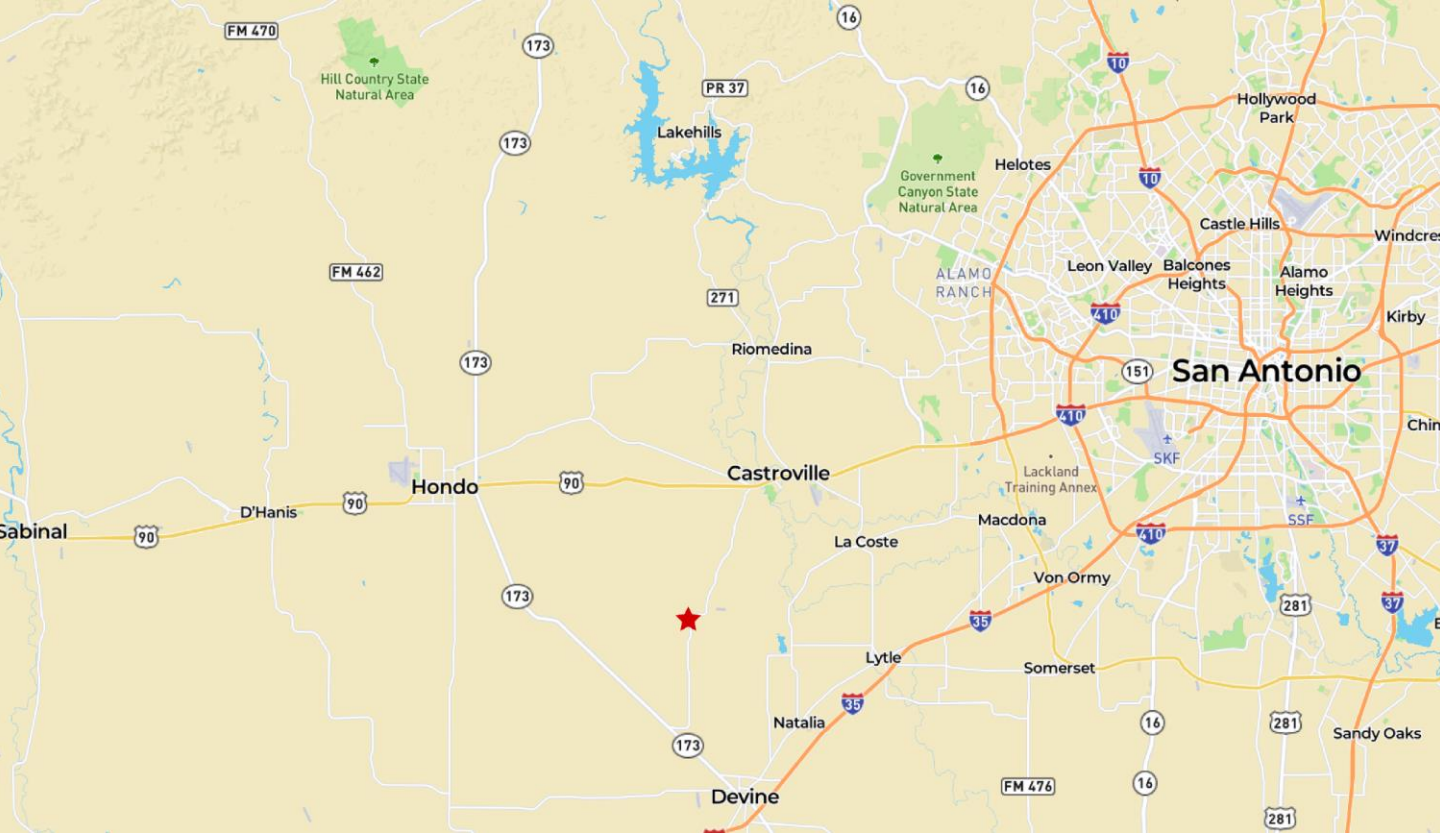 16
FM 470
173
10
Hill Country State
Natural Area
PR 37
16
Hollywood
Park
Lakehills
173
Helotes
Government
Canyon State
Natural Area
10
Castle Hills
Windcres
FM 462
ALAMO
RANCH
Leon Valley
Balcones
Heights
Alamo
Heights
271
410
Kirby
Riomedina
173
151
San Antonio
410
Chin
SKF
Castroville
Lackland
Training Annex
Hondo
90
90
D'Hanis
Sabinal
90
Macdona
SSF
410
La Coste
37
Von Ormy
173
281
37
E
35
Lytle
Somerset
35
Natalia
16
281
Sandy Oaks
173
Devine
FM 476
16
281